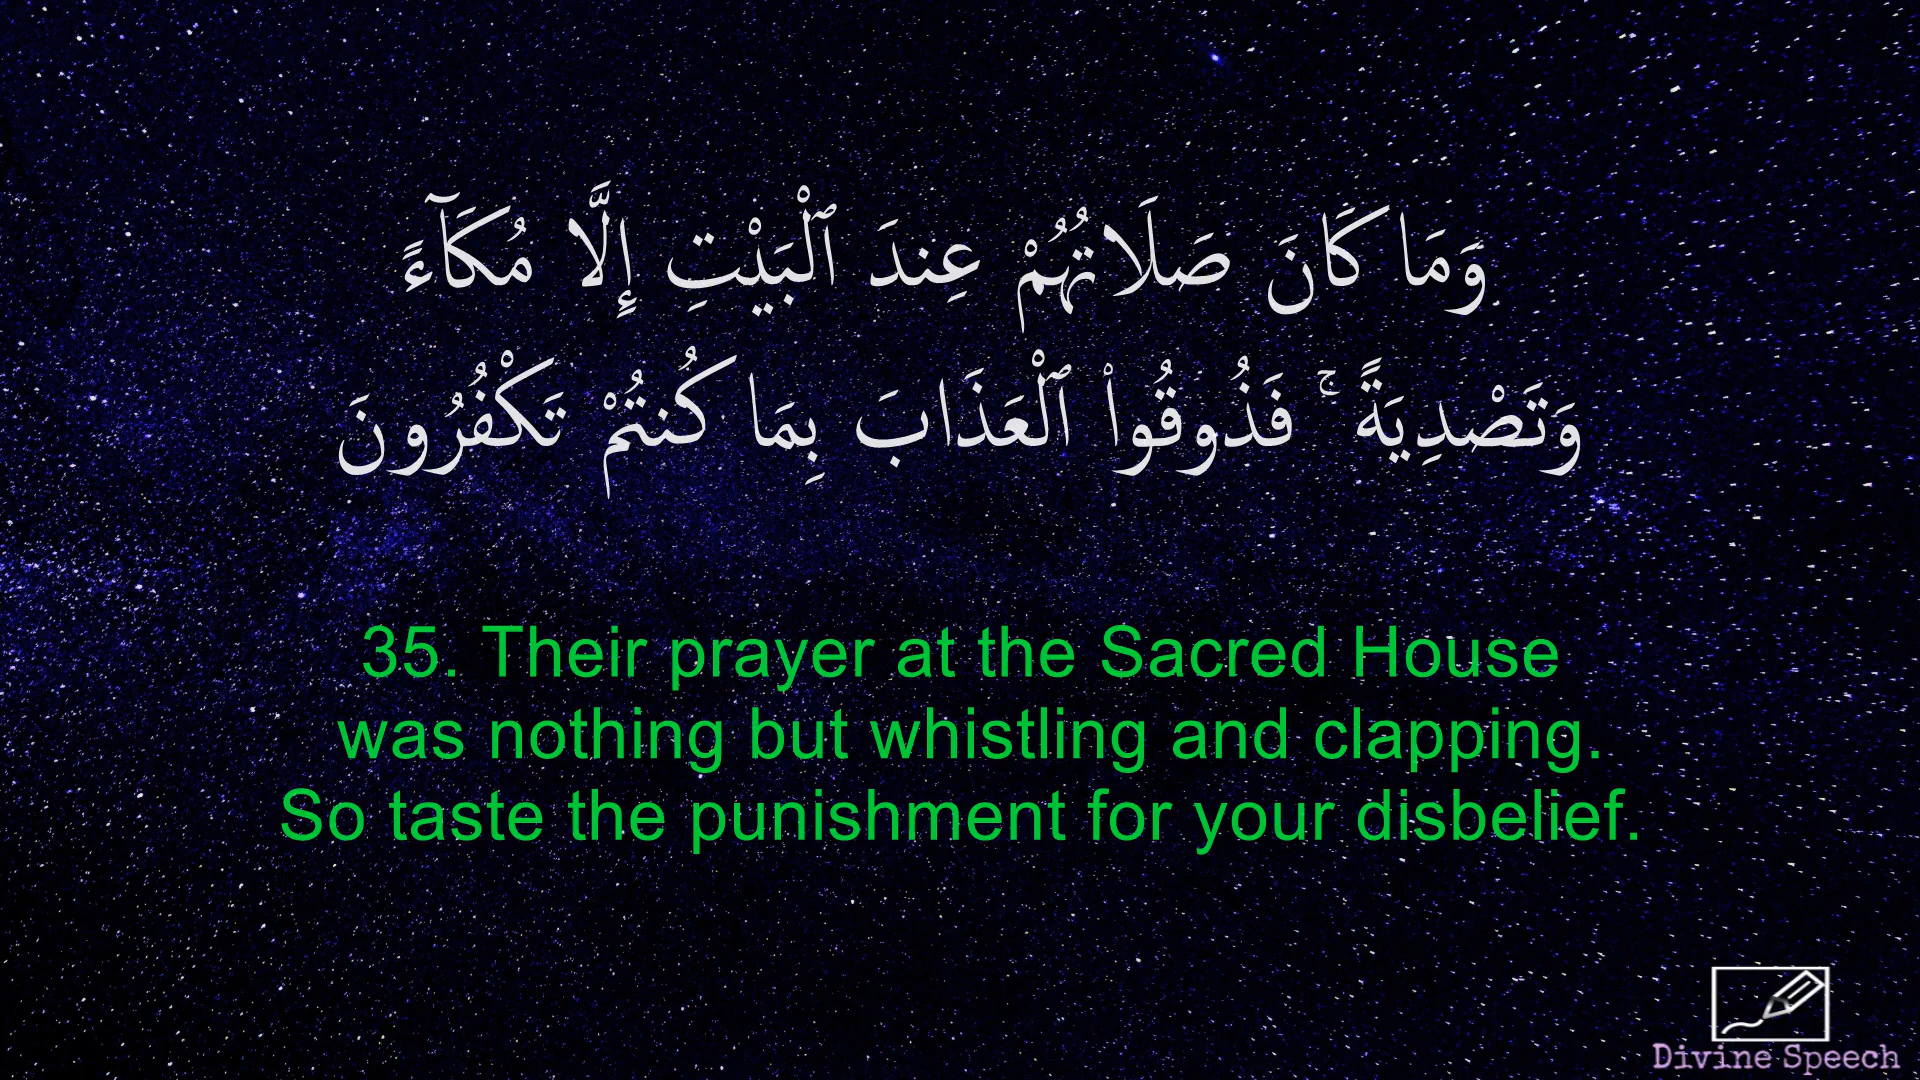 وَمَا كَانَ صَلَاتُهُمْ عِندَ ٱلْبَيْتِ إِلَّا مُكَآءً
وَتَصْدِيَةً ۚ فَذُوقُوا۟ ٱلْعَذَابَ بِمَا كُنتُمْ تَكْفُرُونَ
35. Their prayer at the Sacred House
was nothing but whistling and clapping.
So taste the punishment for your disbelief.
Divine Speech